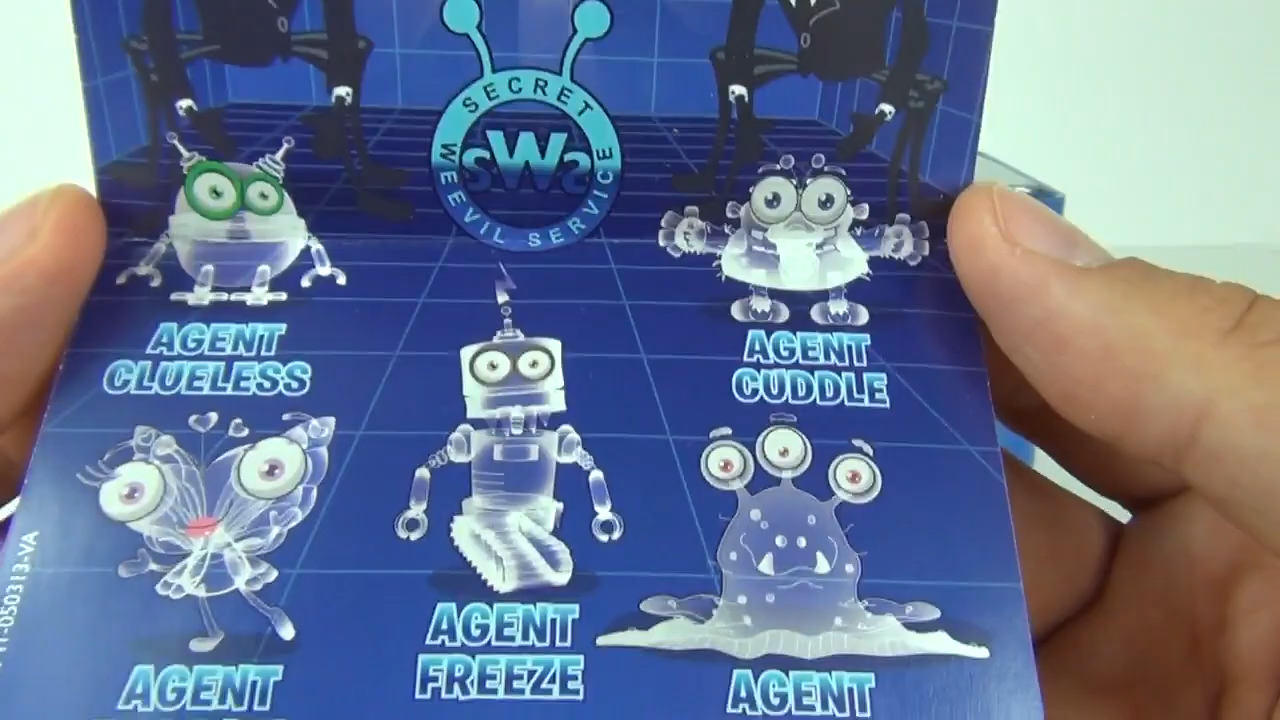 SECRET
SWS
WEEVIL SERVICE
AGENT
CLUELESS
AGENT
CUDDLE
AGENT
FREEZE
AGENT
AGENT